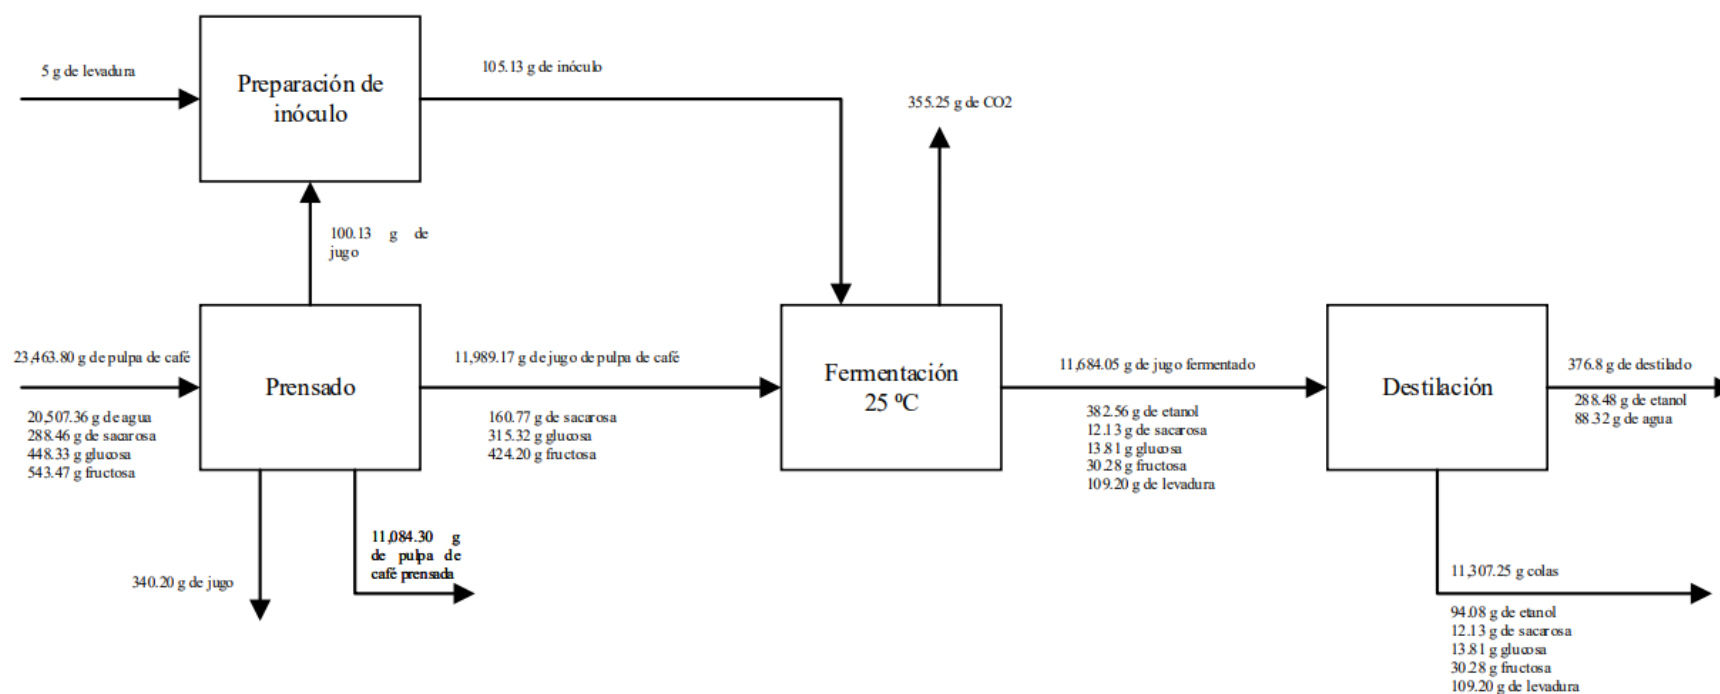 5 g de levadura
Preparación de
inóculo
105.13 g de inóculo
355.25 g de CO2
100.13 g de
jugo
23,463.80 g de pulpa de café
20,507.36 g de agua
288.46 g de sacarosa
448.33 g glucosa
543.47 g fructosa
Prensado
11,989.17 g de jugo de pulpa de café
160.77 g de sacarosa
315.32 g glucosa
424.20 g fructosa
340.20 g de jugo
11,084.30 g
de pulpa de
café prensada
Fermentación
25 ºC
11,684.05 g de jugo fermentado
382.56 g de etanol
12.13 g de sacarosa
13.81 g glucosa
30.28 g fructosa
109.20 g de levadura
Destilación
376.8 g de destilado
288.48 g de etanol
88.32 g de agua
11,307.25 g colas
94.08 g de etanol
12.13 g de sacarosa
13.81 g glucosa
30.28 g fructosa
109.20 g de levadura